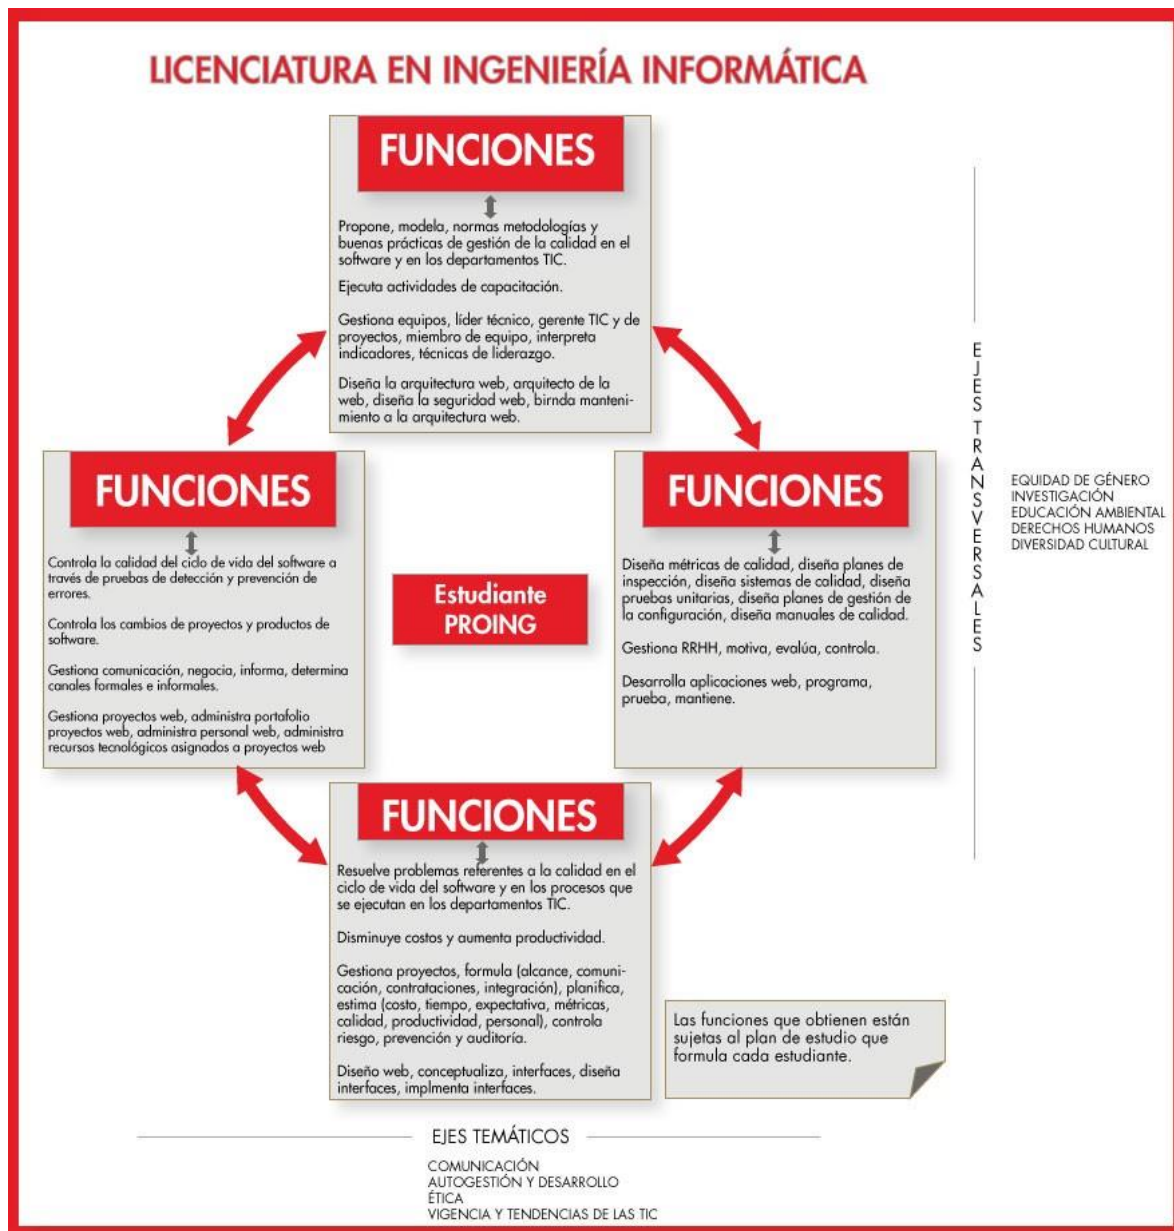 LICENCIATURA EN INGENIERÍA INFORMÁTICA
FUNCIONES
Propone, modela, normas metodologías y
buenas prácticas de gestión de la calidad en el
software y en los departamentos TIC.
Ejecuta actividades de capacitación.
Gestiona equipos, líder técnico, gerente TIC y de
proyectos, miembro de equipo, interpreta
indicadores, técnicas de liderazgo.
Diseña la arquitectura web, arquitecto de la
web, diseña la seguridad web, birnda manteni-
miento a la arquitectura web.
FUNCIONES
Controla la calidad del ciclo de vida del software a
través de pruebas de detección y prevención de
errores.
Controla los cambios de proyectos y productos de
software.
Gestiona comunicación, negocia, informa, determina
canales formales e informales.
Gestiona proyectos web, administra portafolio
proyectos web, administra personal web, administra
recursos tecnológicos asignados a proyectos web
Estudiante
PROING
FUNCIONES
Diseña métricas de calidad, diseña planes de
inspección, diseña sistemas de calidad, diseña
pruebas unitarias, diseña planes de gestión de
la configuración, diseña manuales de calidad.
Gestiona RRHH, motiva, evalúa, controla.
Desarrolla aplicaciones web, programa,
prueba, mantiene.
EJES TRANSVERSALES
EQUIDAD DE GÉNERO
INVESTIGACIÓN
EDUCACIÓN AMBIENTAL
DERECHOS HUMANOS
DIVERSIDAD CULTURAL
FUNCIONES
Resuelve problemas referentes a la calidad en el
ciclo de vida del software y en los procesos que
se ejecutan en los departamentos TIC.
Disminuye costos y aumenta productividad.
Gestiona proyectos, formula (alcance, comuni-
cación, contrataciones, integración), planifica,
estima (costo, tiempo, expectativa, métricas,
calidad, productividad, personal), controla
riesgo, prevención y auditoría.
Diseño web, conceptualiza, interfaces, diseña
interfaces, implmenta interfaces.
Las funciones que obtienen están
sujetas al plan de estudio que
formula cada estudiante.
EJES TEMÁTICOS
COMUNICACIÓN
AUTOGESTIÓN Y DESARROLLO
ÉTICA
VIGENCIA Y TENDENCIAS DE LAS TIC